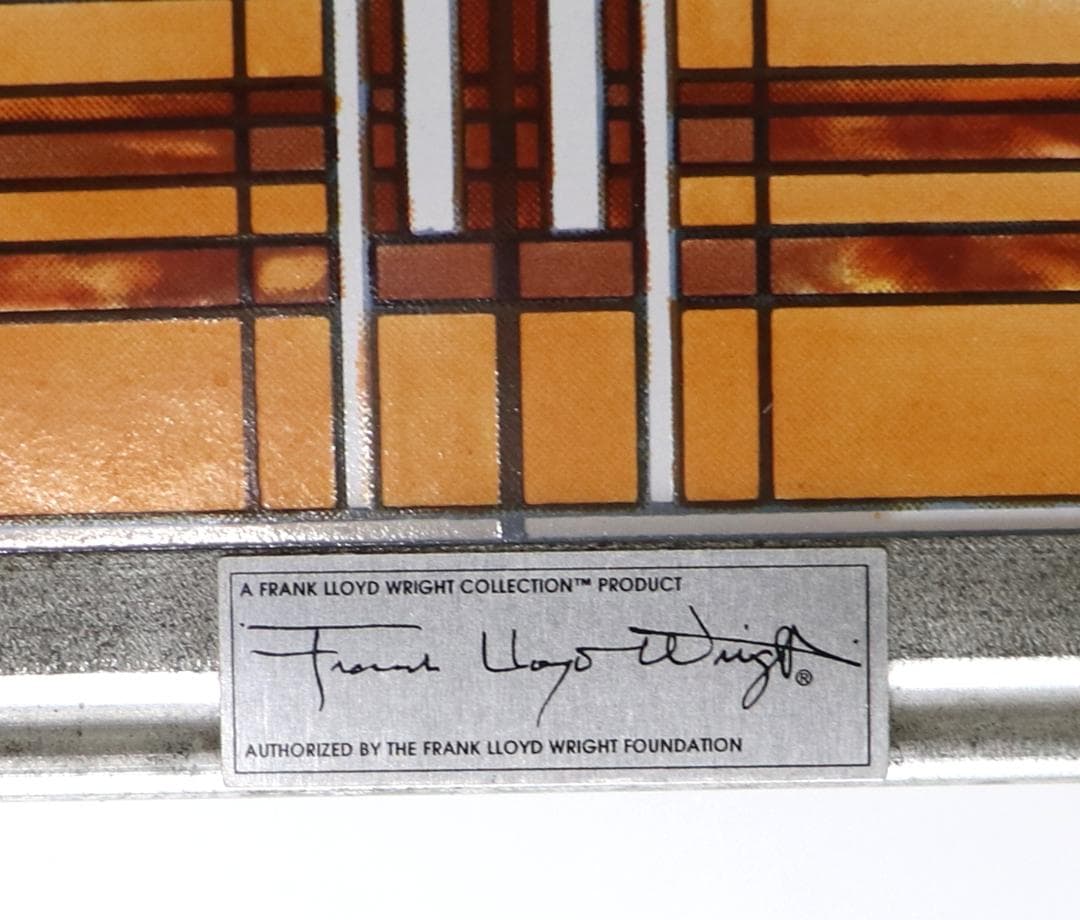 A FRANK LLOYD WRIGHT COLLECTION™ PRODUCT
Frank Lloyd Wright®
AUTHORIZED BY THE FRANK LLOYD WRIGHT FOUNDATION